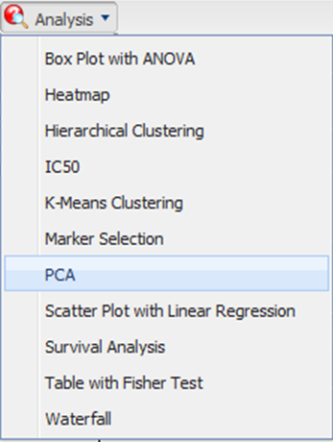 Analysis
Box Plot with ANOVA
Heatmap
Hierarchical Clustering
IC50
K-Means Clustering
Marker Selection
PCA
Scatter Plot with Linear Regression
Survival Analysis
Table with Fisher Test
Waterfall